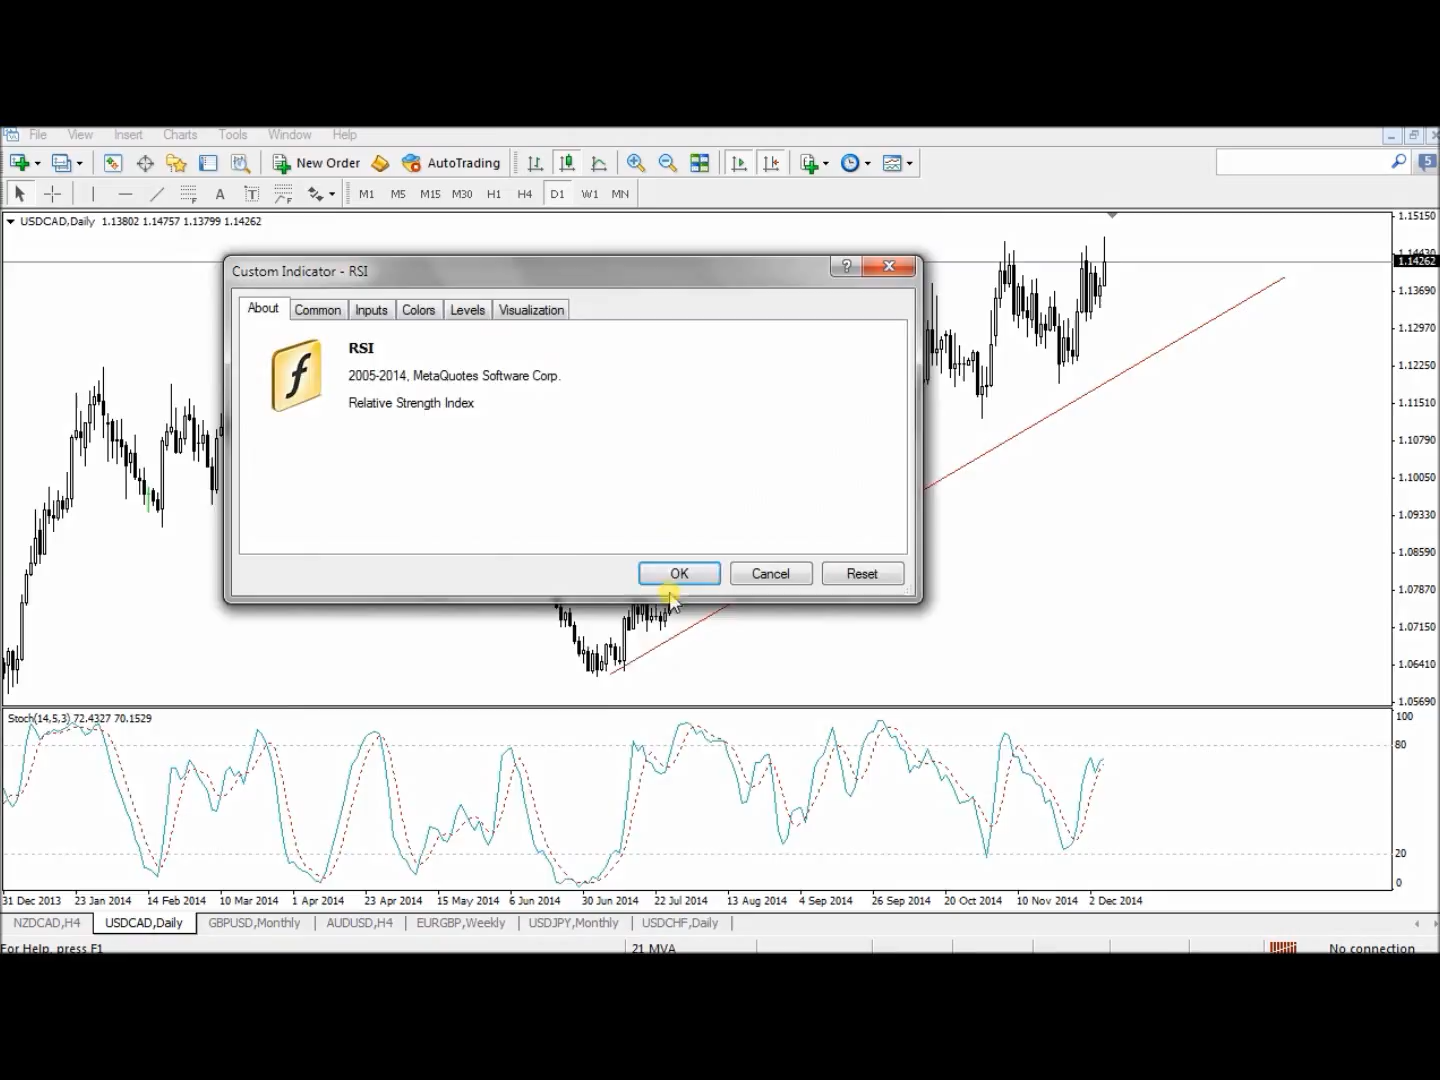 File View Insert Charts Tools Window Help
New Order AutoTrading 5
A T F F M1 M5 M15 M30 H1 H4 D1 W1 MN
USDCAD,Daily 1.13802 1.14757 1.13799 1.14262
Custom Indicator - RSI
About Common Inputs Colors Levels Visualization
RSI
2005-2014, MetaQuotes Software Corp.
Relative Strength Index
OK Cancel Reset
1.15150
1.14262
1.13690
1.12970
1.12250
1.11510
1.10790
1.10050
1.09330
1.08590
1.07870
1.07150
1.06410
1.05690
Stoch(14,5,3) 72.4327 70.1529
100
80
20
0
31 Dec 2013 23 Jan 2014 14 Feb 2014 10 Mar 2014 1 Apr 2014 23 Apr 2014 15 May 2014 6 Jun 2014 30 Jun 2014 22 Jul 2014 13 Aug 2014 4 Sep 2014 26 Sep 2014 20 Oct 2014 10 Nov 2014 2 Dec 2014
NZDCAD,H4 USDCAD,Daily GBPUSD,Monthly AUDUSD,H4 EURGBP,Weekly USDJPY,Monthly USDCHF,Daily
For Help, press F1 21 MVA No connection